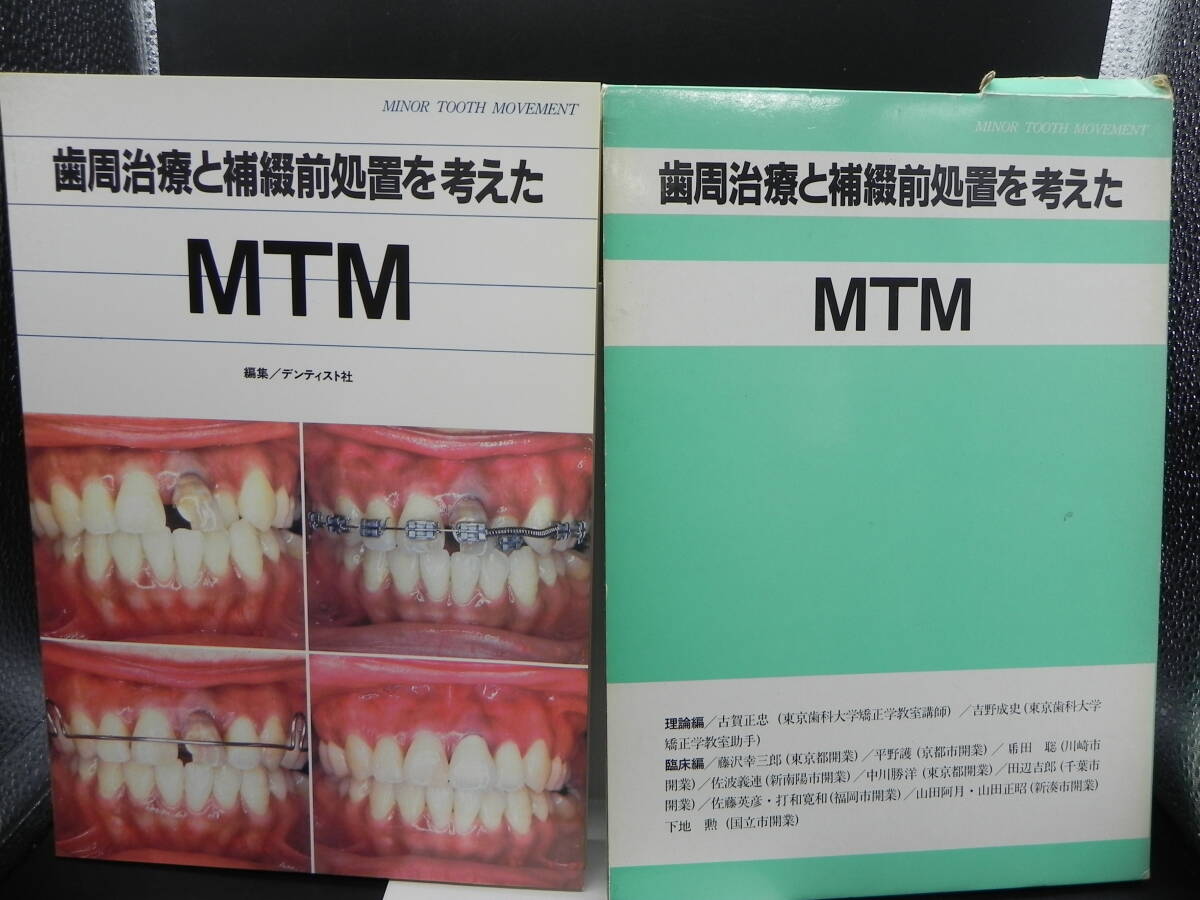 MINOR TOOTH MOVEMENT
歯周治療と補綴前処置を考えた
MTM
編集／デンティスト社
MINOR TOOTH MOVEMENT
歯周治療と補綴前処置を考えた
MTM
理論編／古賀正忠（東京歯科大学矯正学教室講師）／吉野成史（東京歯科大学
矯正学教室助手）
臨床編／藤沢幸三郎（東京都開業）／平野護（京都市開業）／田 聡（川崎市
開業）／佐波義連（新南陽市開業）／中川勝洋（東京都開業）／田辺吉郎（千葉市
開業）／佐藤英彦・打和寛和（福岡市開業）／山田阿月・山田正昭（新湊市開業）
下地 勲（国立市開業）